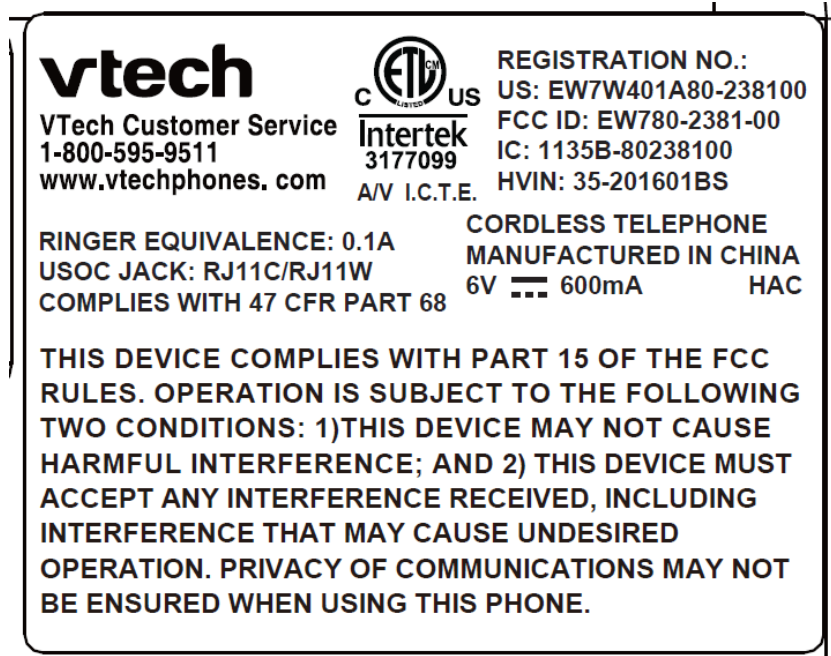 vtech
VTech Customer Service
1-800-595-9511
www.vtechphones. com
C ETL CM LISTED US
Intertek
3177099
A/V I.C.T.E.
REGISTRATION NO.:
US: EW7W401A80-238100
FCC ID: EW780-2381-00
IC: 1135B-80238100
HVIN: 35-201601BS
RINGER EQUIVALENCE: 0.1A
USOC JACK: RJ11C/RJ11W
COMPLIES WITH 47 CFR PART 68
CORDLESS TELEPHONE
MANUFACTURED IN CHINA
6V 600mA HAC
THIS DEVICE COMPLIES WITH PART 15 OF THE FCC
RULES. OPERATION IS SUBJECT TO THE FOLLOWING
TWO CONDITIONS: 1)THIS DEVICE MAY NOT CAUSE
HARMFUL INTERFERENCE; AND 2) THIS DEVICE MUST
ACCEPT ANY INTERFERENCE RECEIVED, INCLUDING
INTERFERENCE THAT MAY CAUSE UNDESIRED
OPERATION. PRIVACY OF COMMUNICATIONS MAY NOT
BE ENSURED WHEN USING THIS PHONE.